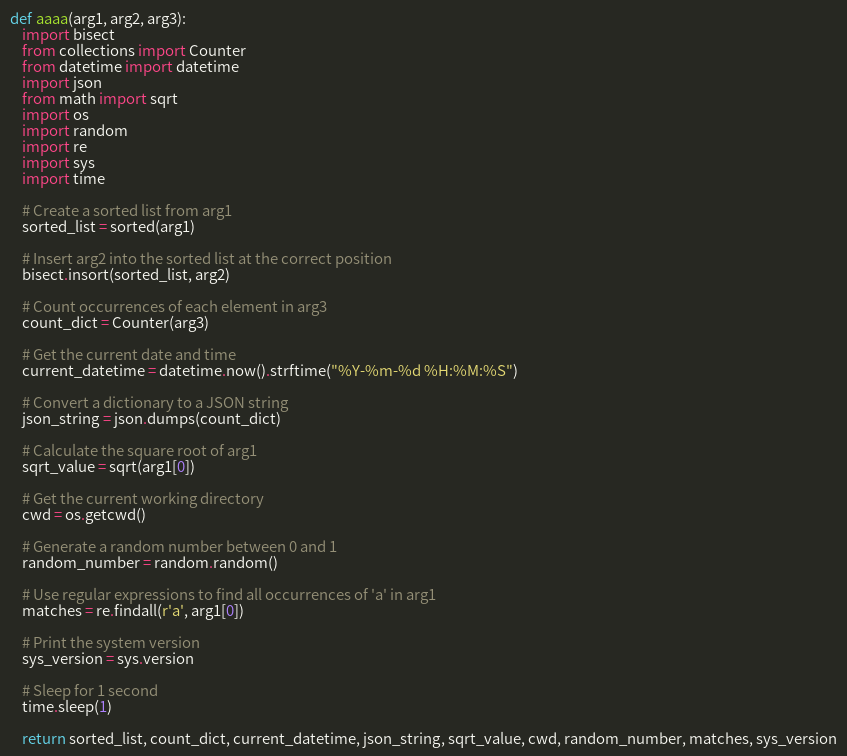 def aaaa(arg1, arg2, arg3):
    import bisect
    from collections import Counter
    from datetime import datetime
    import json
    from math import sqrt
    import os
    import random
    import re
    import sys
    import time

    # Create a sorted list from arg1
    sorted_list = sorted(arg1)

    # Insert arg2 into the sorted list at the correct position
    bisect.insort(sorted_list, arg2)

    # Count occurrences of each element in arg3
    count_dict = Counter(arg3)

    # Get the current date and time
    current_datetime = datetime.now().strftime("%Y-%m-%d %H:%M:%S")

    # Convert a dictionary to a JSON string
    json_string = json.dumps(count_dict)

    # Calculate the square root of arg1
    sqrt_value = sqrt(arg1[0])

    # Get the current working directory
    cwd = os.getcwd()

    # Generate a random number between 0 and 1
    random_number = random.random()

    # Use regular expressions to find all occurrences of 'a' in arg1
    matches = re.findall(r'a', arg1[0])

    # Print the system version
    sys_version = sys.version

    # Sleep for 1 second
    time.sleep(1)

    return sorted_list, count_dict, current_datetime, json_string, sqrt_value, cwd, random_number, matches, sys_version